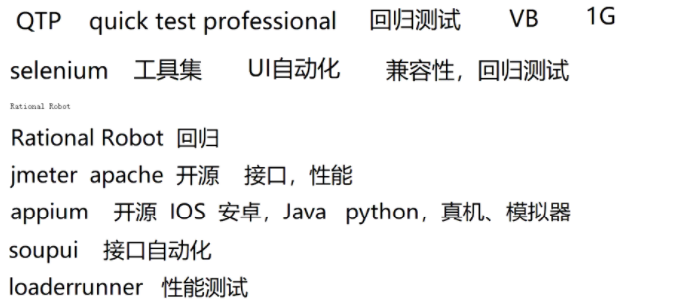 QTP quick test professional 回归测试 VB 1G
selenium 工具集 UI自动化 兼容性，回归测试
Rational Robot
Rational Robot 回归
jmeter apache 开源 接口，性能
appium 开源 IOS 安卓，Java python，真机、模拟器
soupui 接口自动化
loaderrunner 性能测试